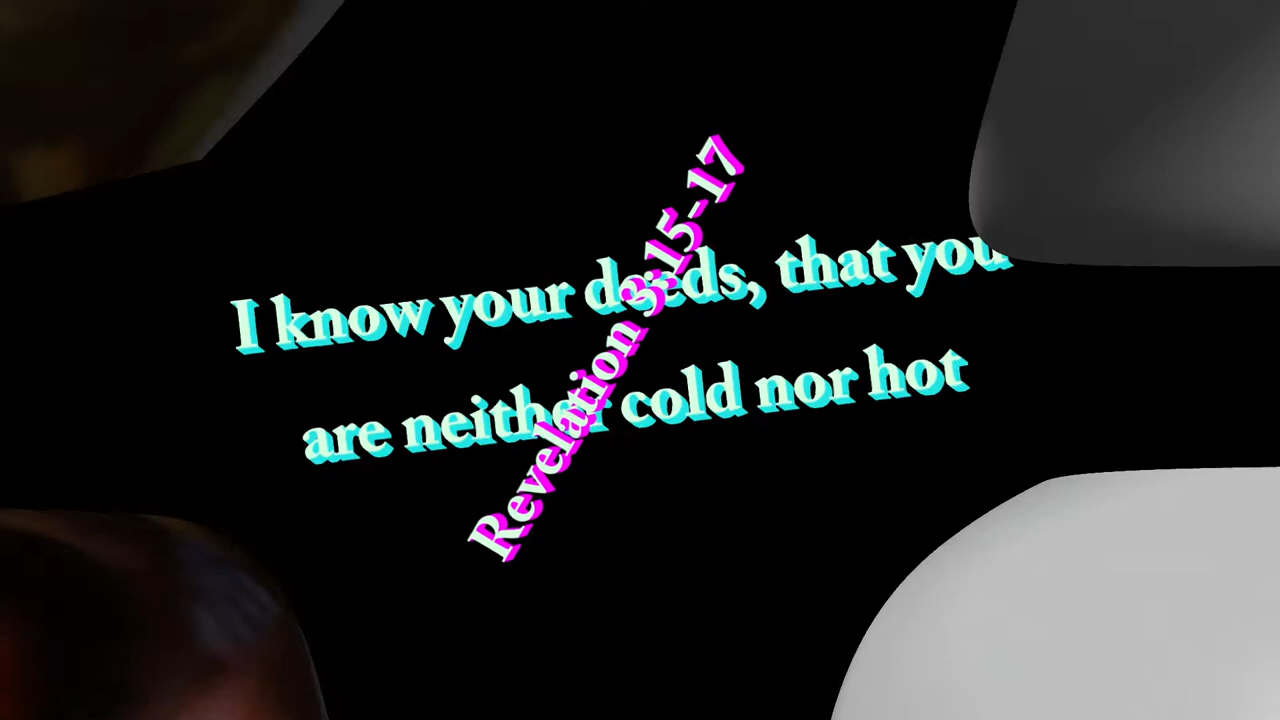 I know your deeds, that you
are neither cold nor hot
Revelation 3:15-17